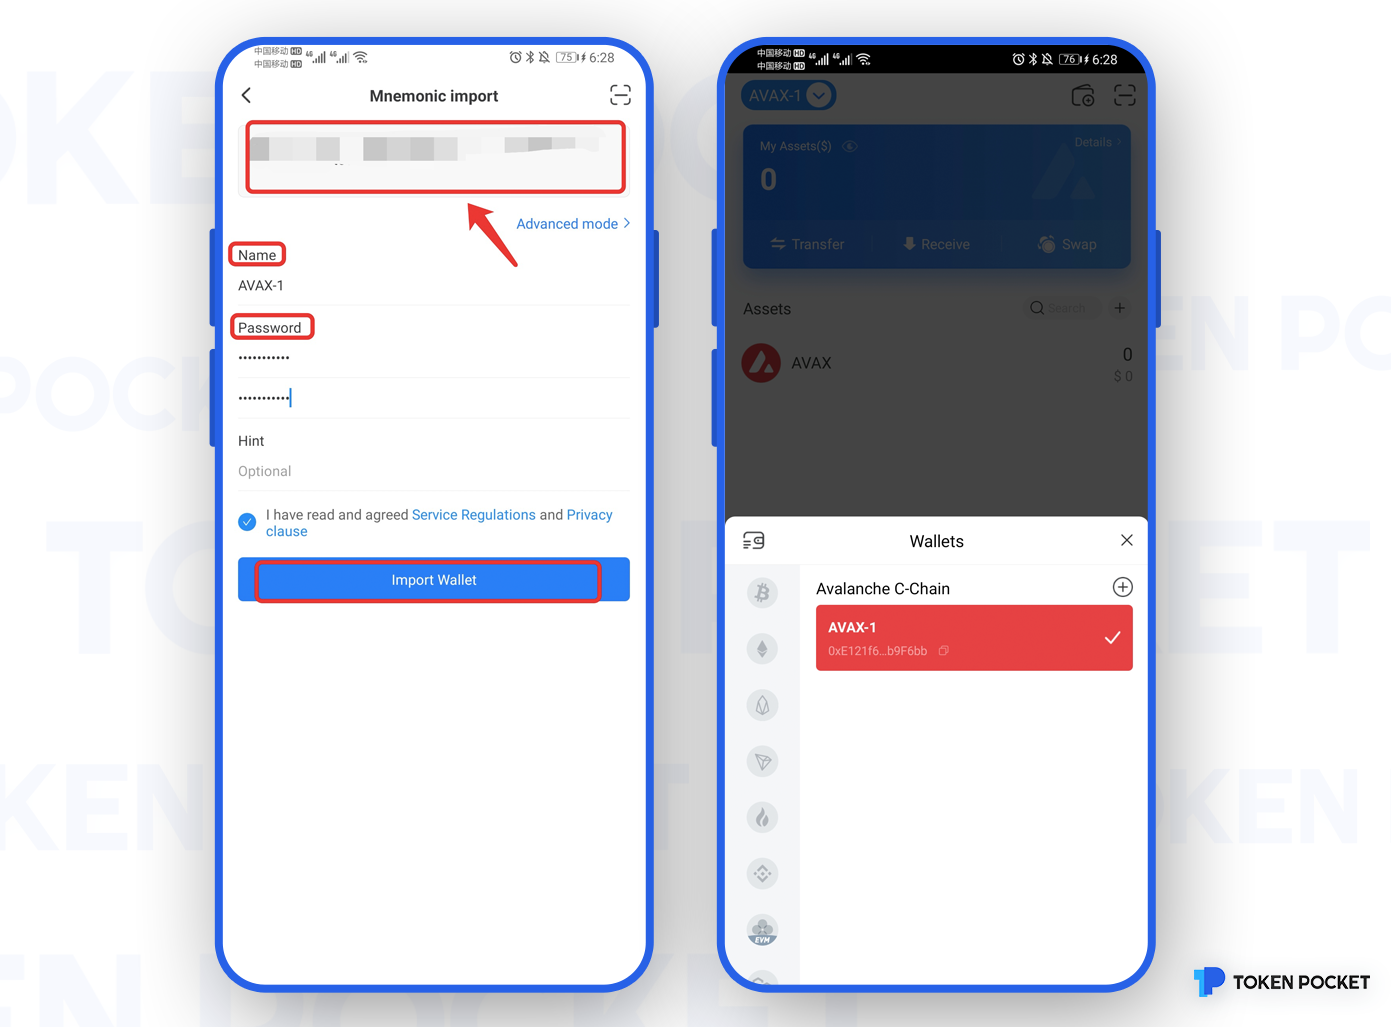 中国移动 HD
中国移动 HD
4G 4G
75 6:28
Mnemonic import
Advanced mode >
Name
AVAX-1
Password
•••••••••••
•••••••••••
Hint
Optional
I have read and agreed Service Regulations and Privacy
clause
Import Wallet
中国移动 HD
中国移动 HD
4G 4G
76 6:28
AVAX-1
My Assets($)
Details >
0
Transfer
Receive
Swap
Assets
Search
AVAX
0
$ 0
Wallets
Avalanche C-Chain
AVAX-1
0xE121f6...b9F6bb
EVM
TOKEN POCKET